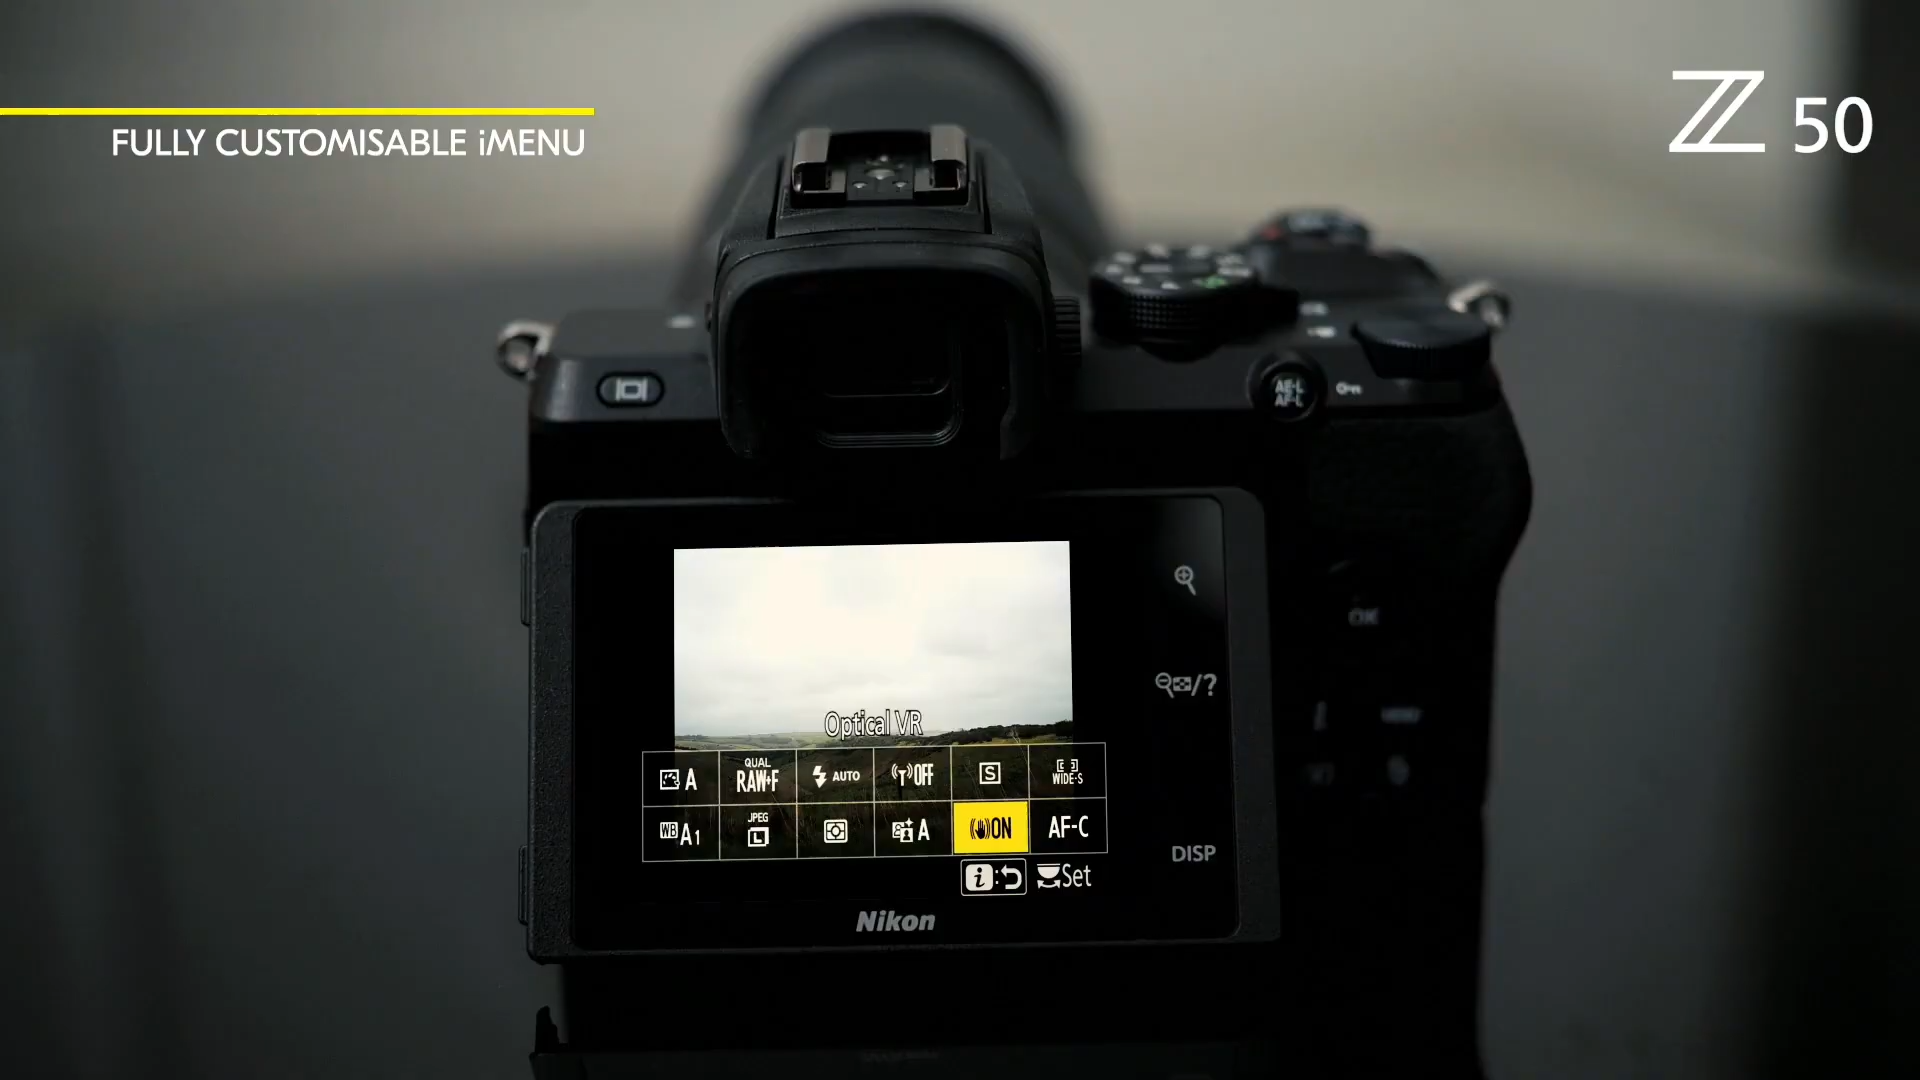 FULLY CUSTOMISABLE iMENU
Z 50
AE-L
AF-L
Optical VR
A
QUAL
RAW+F
AUTO
OFF
S
WIDE-S
WB A1
JPEG
L
A
ON
AF-C
i: Set
/?
DISP
OK
Nikon